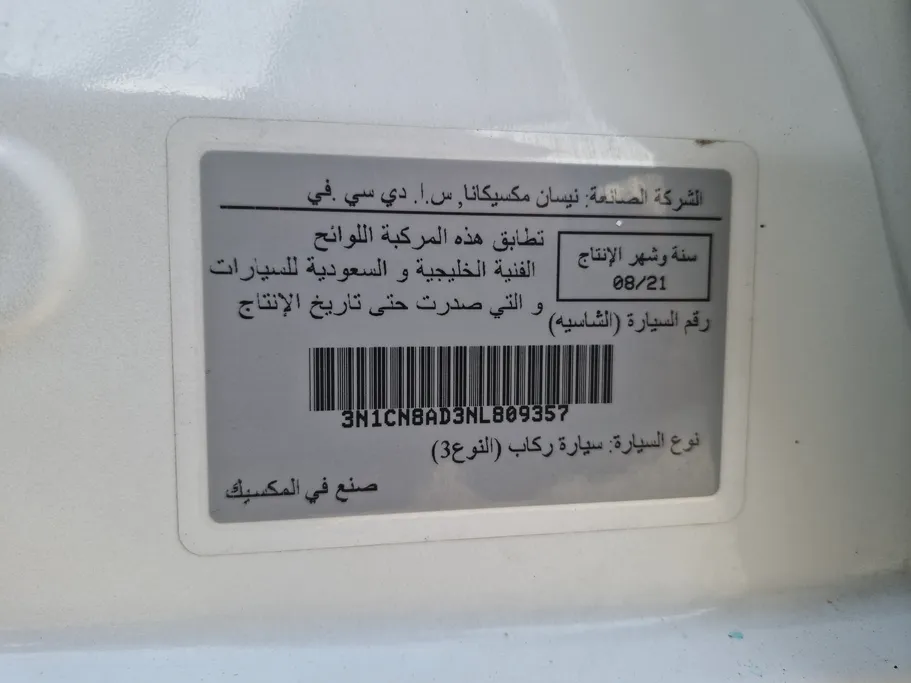 الشركة الصانعة: نيسان مكسيكانا, س.ا. دي سي .في
سنة وشهر الإنتاج
08/21
تطابق هذه المركبة اللوائح
الفنية الخليجية و السعودية للسيارات
و التي صدرت حتى تاريخ الإنتاج
رقم السيارة (الشاسيه)
3N1CN8AD3NL809357
نوع السيارة: سيارة ركاب (النوع3)
صنع في المكسيك